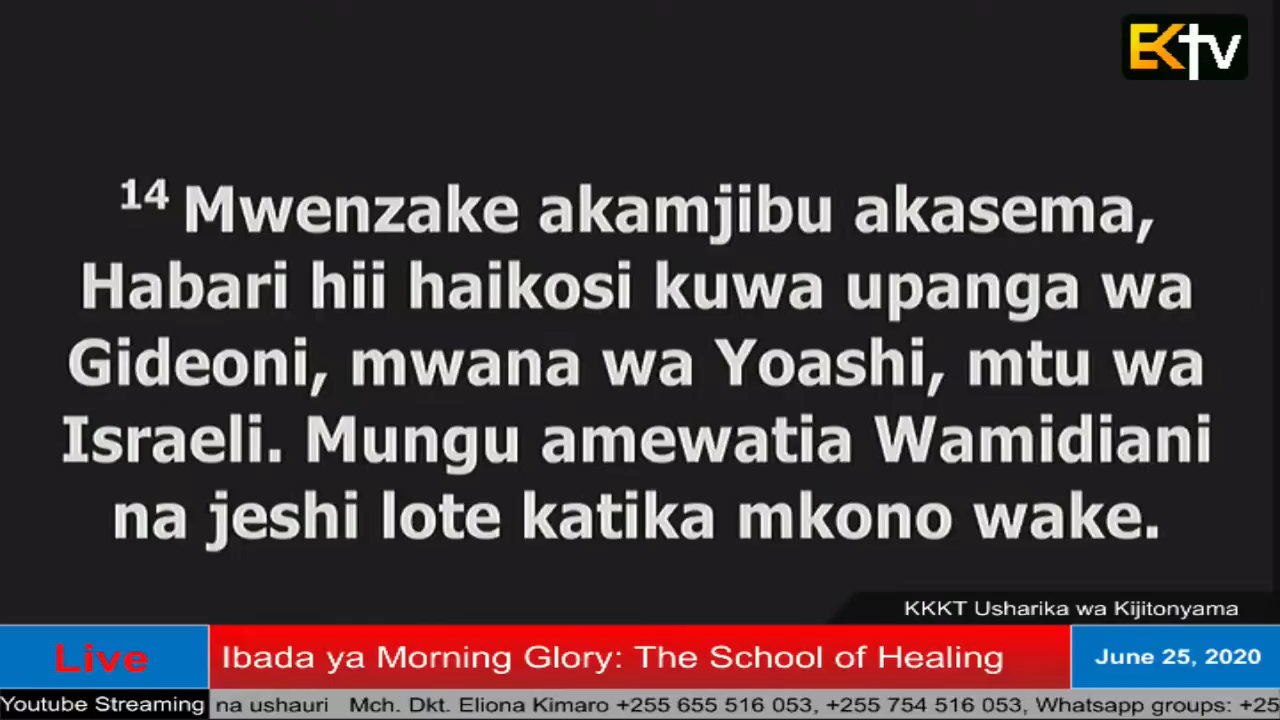 EKTV
14 Mwenzake akamjibu akasema,
Habari hii haikosi kuwa upanga wa
Gideoni, mwana wa Yoashi, mtu wa
Israeli. Mungu amewatia Wamidiani
na jeshi lote katika mkono wake.
KKKT Usharika wa Kijitonyama
Live
Ibada ya Morning Glory: The School of Healing
June 25, 2020
Youtube Streaming
na ushauri Mch. Dkt. Eliona Kimaro +255 655 516 053, +255 754 516 053, Whatsapp groups: +25